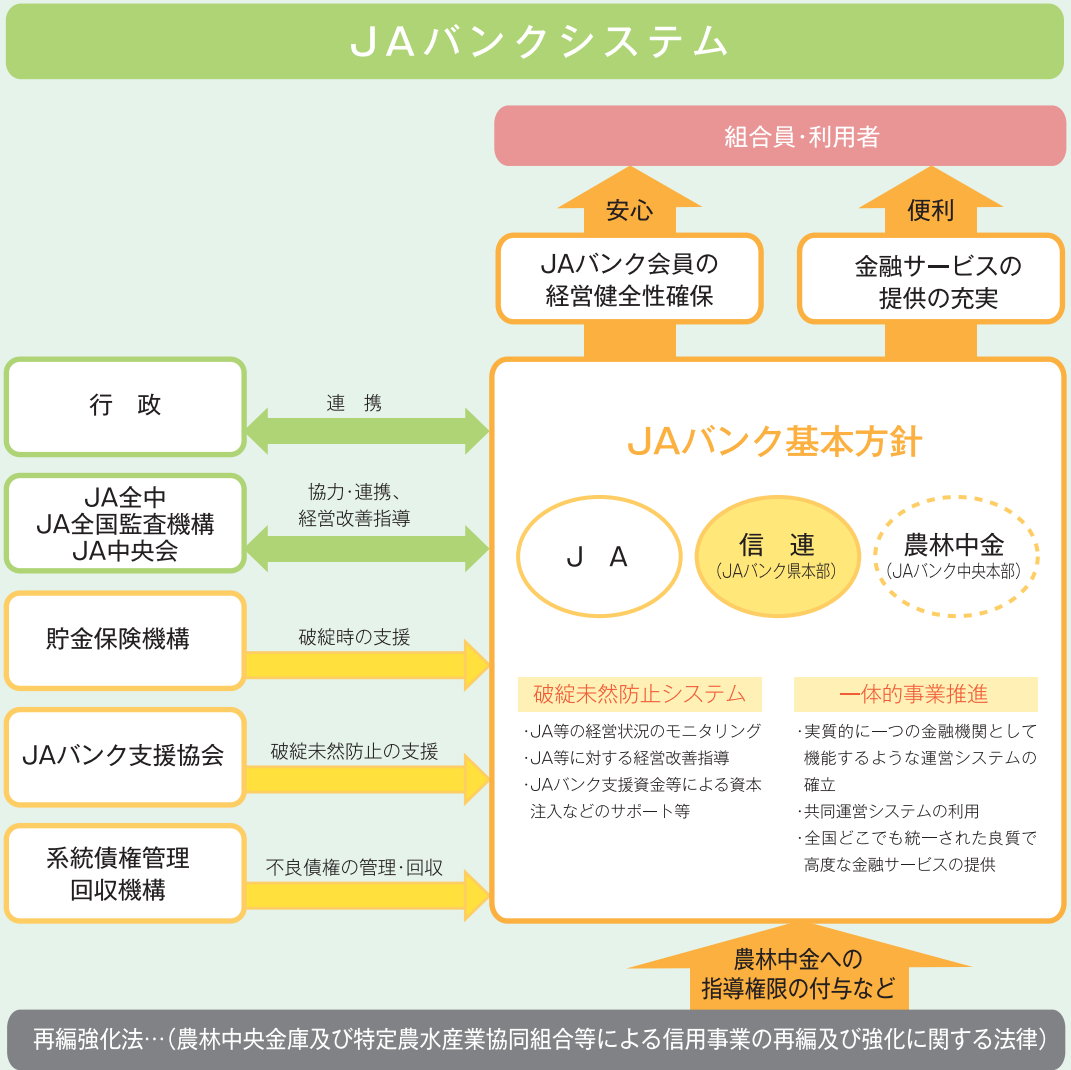 JAバンクシステム
組合員・利用者
安心
便利
JAバンク会員の
経営健全性確保
金融サービスの
提供の充実
行　政
連　携
JA全中
JA全国監査機構
JA中央会
協力・連携、
経営改善指導
貯金保険機構
破綻時の支援
JAバンク支援協会
破綻未然防止の支援
系統債権管理
回収機構
不良債権の管理・回収
JAバンク基本方針
J　A
信　連
（JAバンク県本部）
農林中金
（JAバンク中央本部）
破綻未然防止システム
・JA等の経営状況のモニタリング
・JA等に対する経営改善指導
・JAバンク支援資金等による資本
注入などのサポート等
一体的事業推進
・実質的に一つの金融機関として
機能するような運営システムの
確立
・共同運営システムの利用
・全国どこでも統一された良質で
高度な金融サービスの提供
農林中金への
指導権限の付与など
再編強化法…（農林中央金庫及び特定農水産業協同組合等による信用事業の再編及び強化に関する法律）